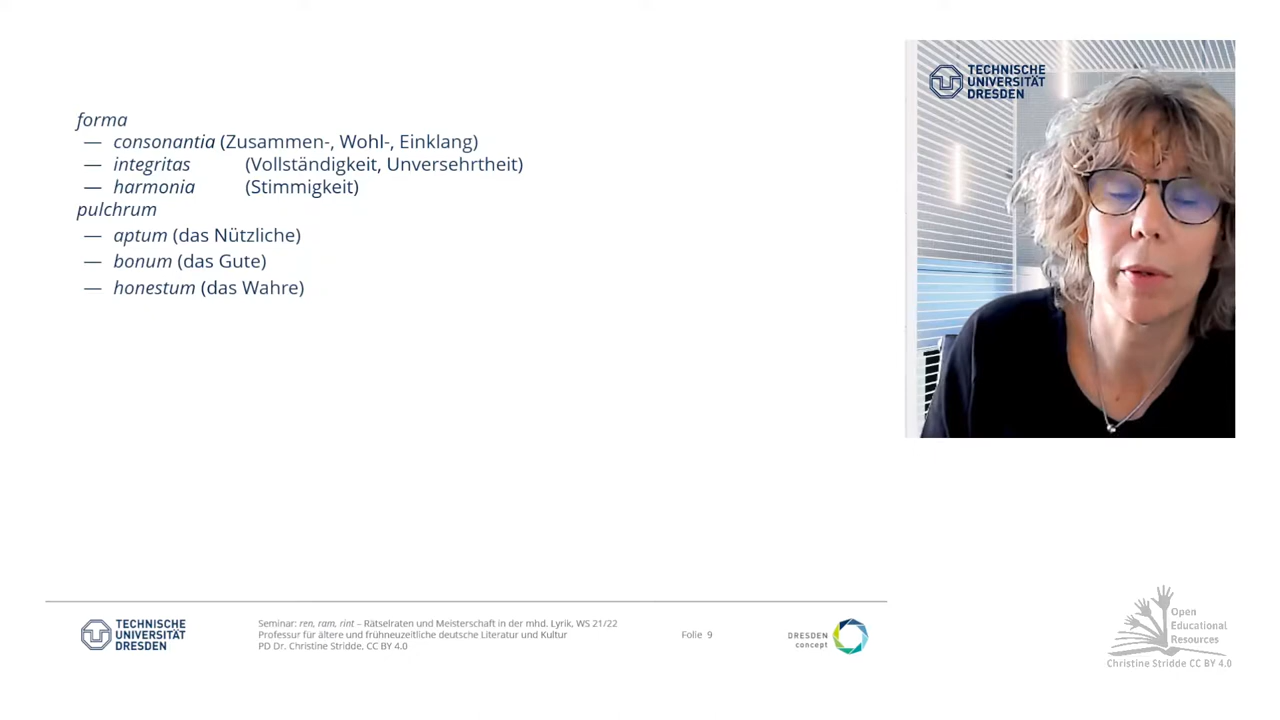 forma
— consonantia (Zusammen-, Wohl-, Einklang)
— integritas (Vollständigkeit, Unversehrtheit)
— harmonia (Stimmigkeit)
pulchrum
— aptum (das Nützliche)
— bonum (das Gute)
— honestum (das Wahre)
TECHNISCHE
UNIVERSITÄT
DRESDEN
TECHNISCHE
UNIVERSITÄT
DRESDEN
Seminar: ren, ram, rint – Rätselraten und Meisterschaft in der mhd. Lyrik, WS 21/22
Professur für ältere und frühneuzeitliche deutsche Literatur und Kultur
PD Dr. Christine Stridde, CC BY 4.0
Folie 9
DRESDEN
concept
Open
Educational
Resources
Christine Stridde CC BY 4.0